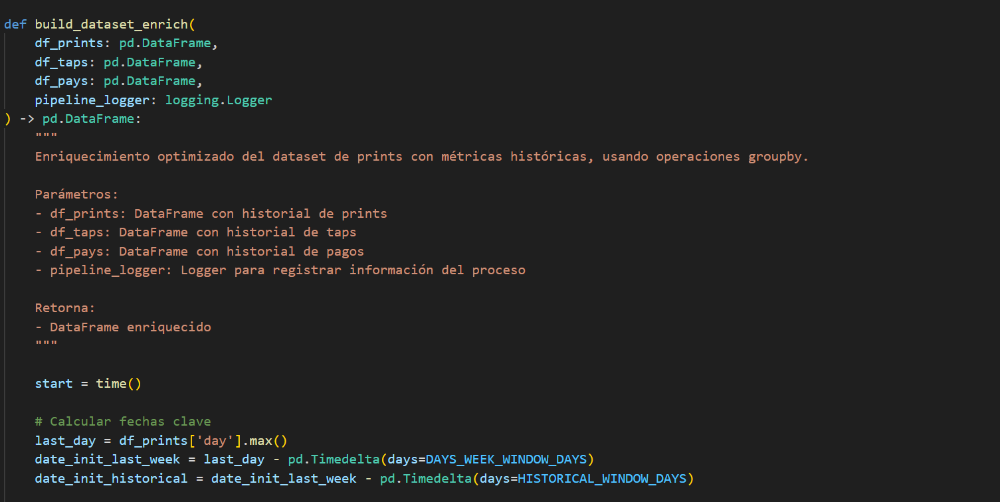 def build_dataset_enrich(
    df_prints: pd.DataFrame,
    df_taps: pd.DataFrame,
    df_pays: pd.DataFrame,
    pipeline_logger: logging.Logger
) -> pd.DataFrame:
    """
    Enriquecimiento optimizado del dataset de prints con métricas históricas, usando operaciones groupby.

    Parámetros:
    - df_prints: DataFrame con historial de prints
    - df_taps: DataFrame con historial de taps
    - df_pays: DataFrame con historial de pagos
    - pipeline_logger: Logger para registrar información del proceso

    Retorna:
    - DataFrame enriquecido
    """

    start = time()

    # Calcular fechas clave
    last_day = df_prints['day'].max()
    date_init_last_week = last_day - pd.Timedelta(days=DAYS_WEEK_WINDOW_DAYS)
    date_init_historical = date_init_last_week - pd.Timedelta(days=HISTORICAL_WINDOW_DAYS)